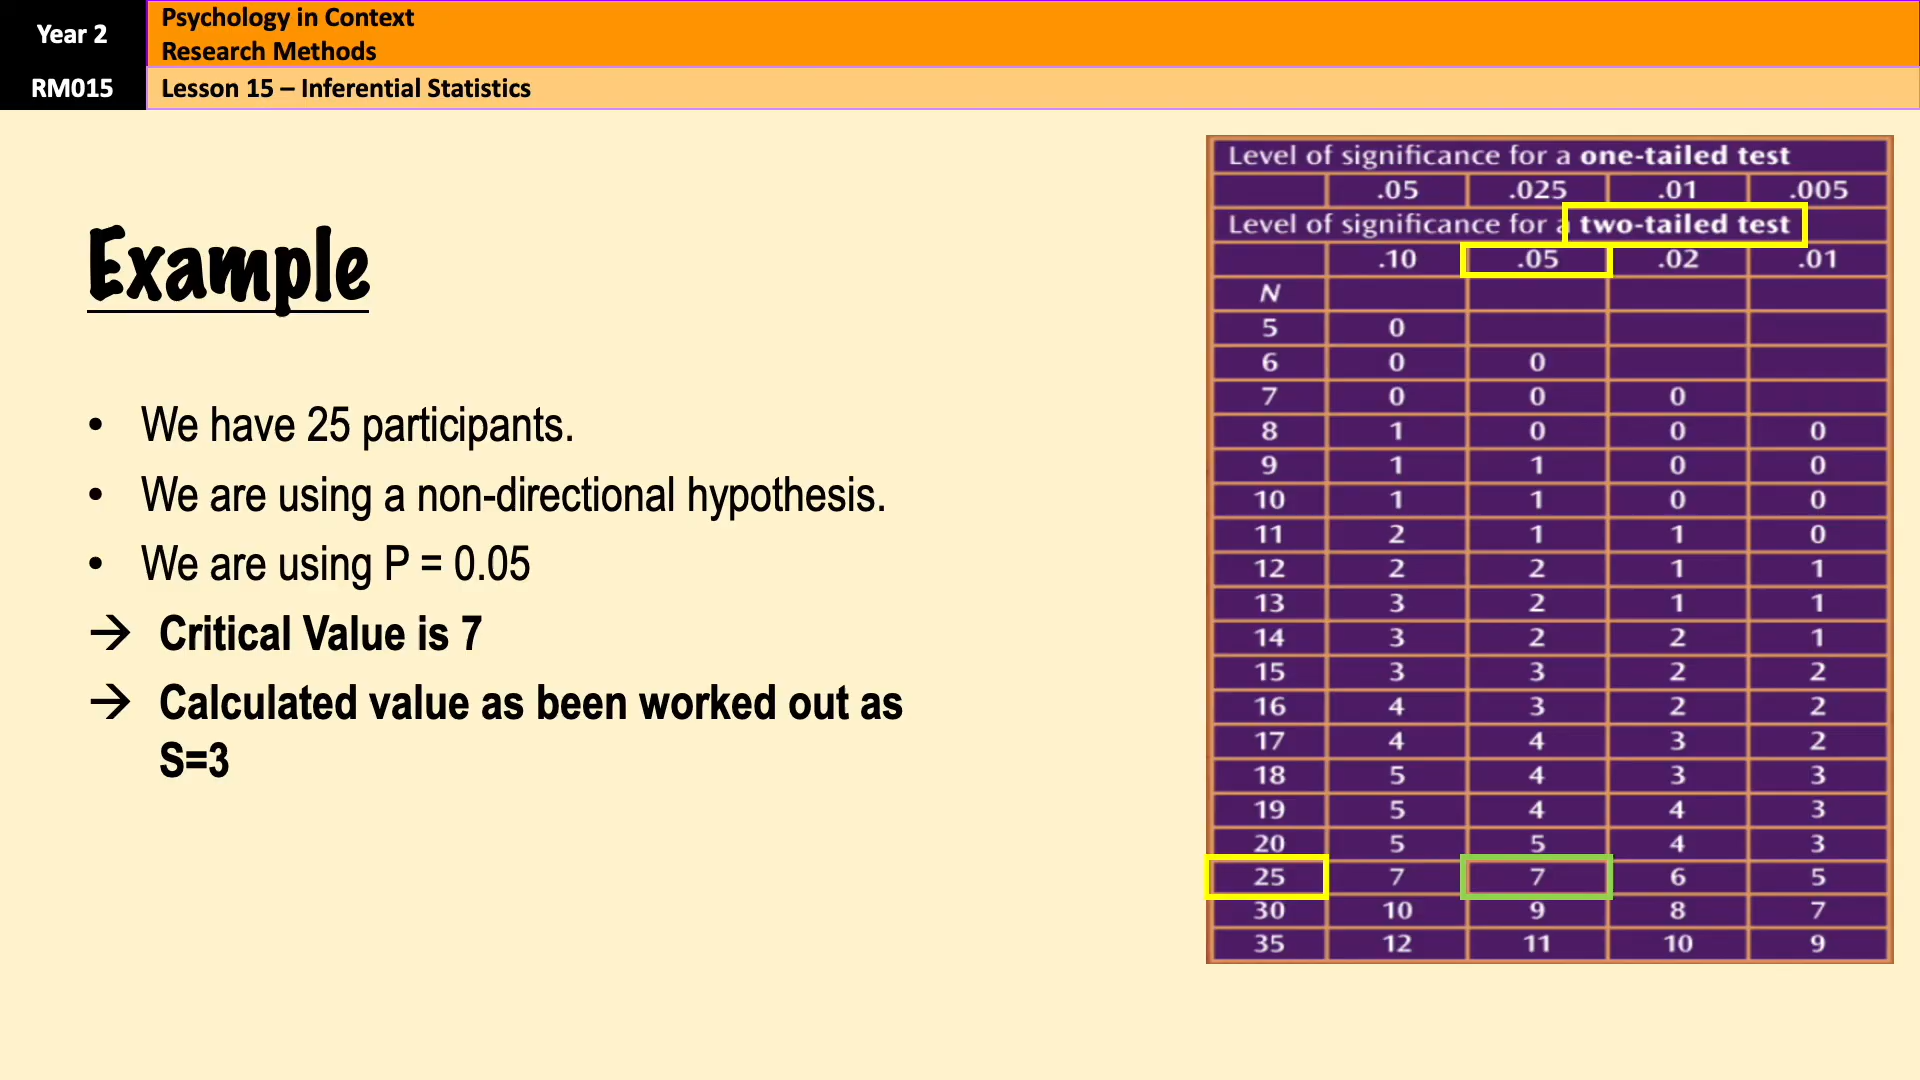 Year 2
Psychology in Context
Research Methods
RM015
Lesson 15 – Inferential Statistics
Example
• We have 25 participants.
• We are using a non-directional hypothesis.
• We are using P = 0.05
→ Critical Value is 7
→ Calculated value as been worked out as
S=3
Level of significance for a one-tailed test
.05 .025 .01 .005
Level of significance for a two-tailed test
.10 .05 .02 .01
N
5 0
6 0 0
7 0 0 0
8 1 0 0 0
9 1 1 0 0
10 1 1 0 0
11 2 1 1 0
12 2 2 1 1
13 3 2 1 1
14 3 2 2 1
15 3 3 2 2
16 4 3 2 2
17 4 4 3 2
18 5 4 3 3
19 5 4 4 3
20 5 5 4 3
25 7 7 6 5
30 10 9 8 7
35 12 11 10 9